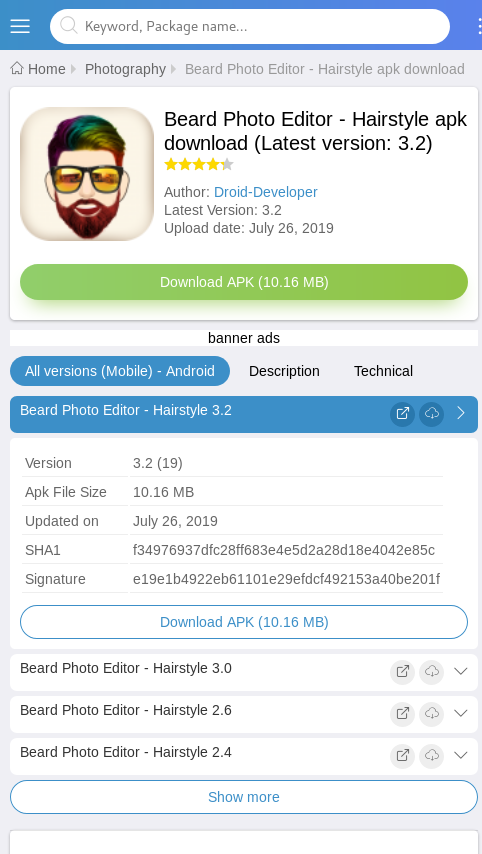 Keyword, Package name...
Home Photography Beard Photo Editor - Hairstyle apk download
Beard Photo Editor - Hairstyle apk
download (Latest version: 3.2)
Author: Droid-Developer
Latest Version: 3.2
Upload date: July 26, 2019
Download APK (10.16 MB)
banner ads
All versions (Mobile) - Android Description Technical
Beard Photo Editor - Hairstyle 3.2
Version 3.2 (19)
Apk File Size 10.16 MB
Updated on July 26, 2019
SHA1 f34976937dfc28ff683e4e5d2a28d18e4042e85c
Signature e19e1b4922eb61101e29efdcf492153a40be201f
Download APK (10.16 MB)
Beard Photo Editor - Hairstyle 3.0
Beard Photo Editor - Hairstyle 2.6
Beard Photo Editor - Hairstyle 2.4
Show more